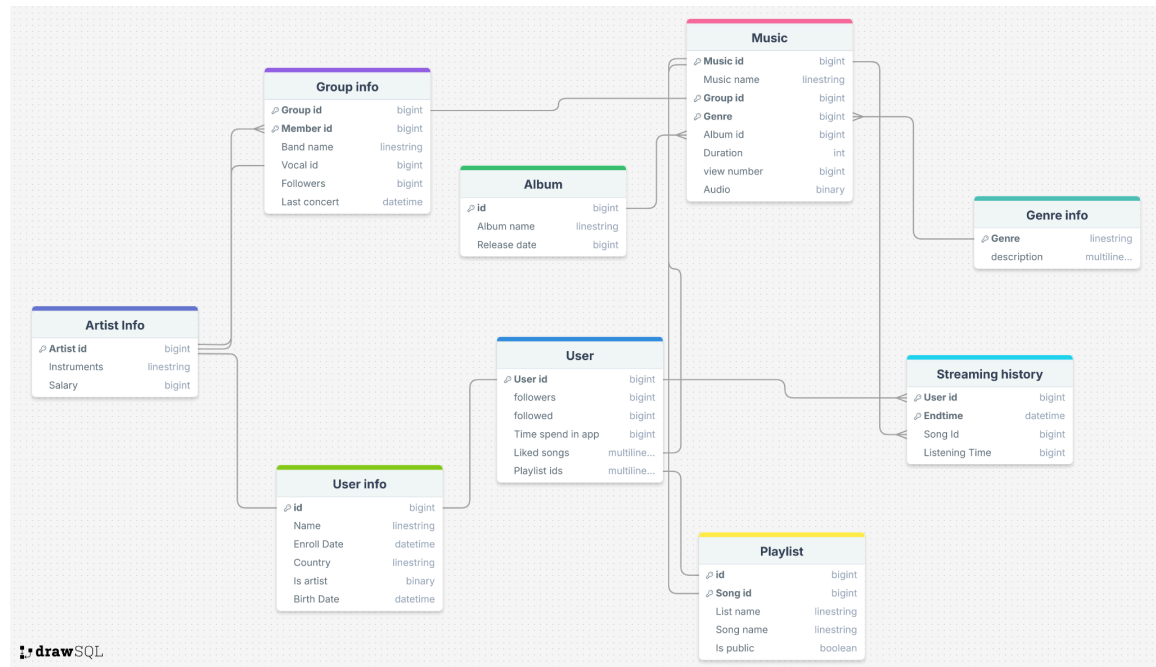 Music
Music id bigint
Music name linestring
Group id bigint
Genre bigint
Album id bigint
Duration int
view number bigint
Audio binary
Group info
Group id bigint
Member id bigint
Band name linestring
Vocal id bigint
Followers bigint
Last concert datetime
Album
id bigint
Album name linestring
Release date bigint
Genre info
Genre linestring
description multiline...
Artist Info
Artist id bigint
Instruments linestring
Salary bigint
User
User id bigint
followers bigint
followed bigint
Time spend in app bigint
Liked songs multiline...
Playlist ids multiline...
Streaming history
User id bigint
Endtime datetime
Song Id bigint
Listening Time bigint
User info
id bigint
Name linestring
Enroll Date datetime
Country linestring
Is artist binary
Birth Date datetime
Playlist
id bigint
Song id bigint
List name linestring
Song name linestring
Is public boolean
drawSQL